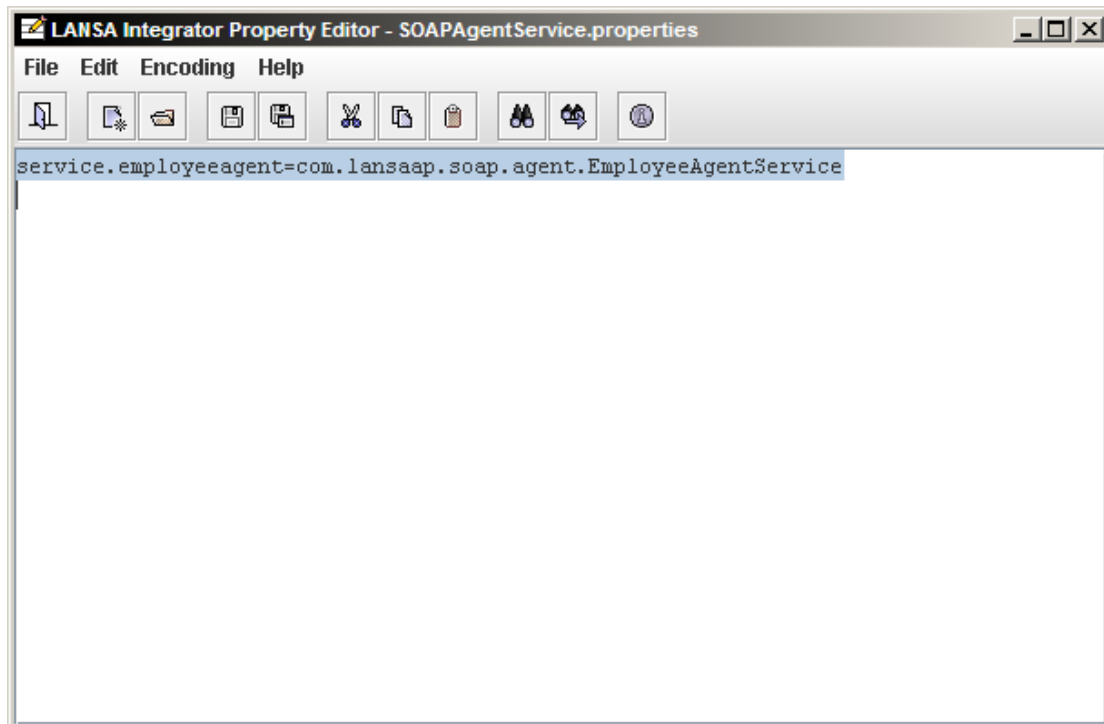 LANSA Integrator Property Editor - SOAPAgentService.properties
File Edit Encoding Help
service.employeeagent=com.lansaap.soap.agent.EmployeeAgentService